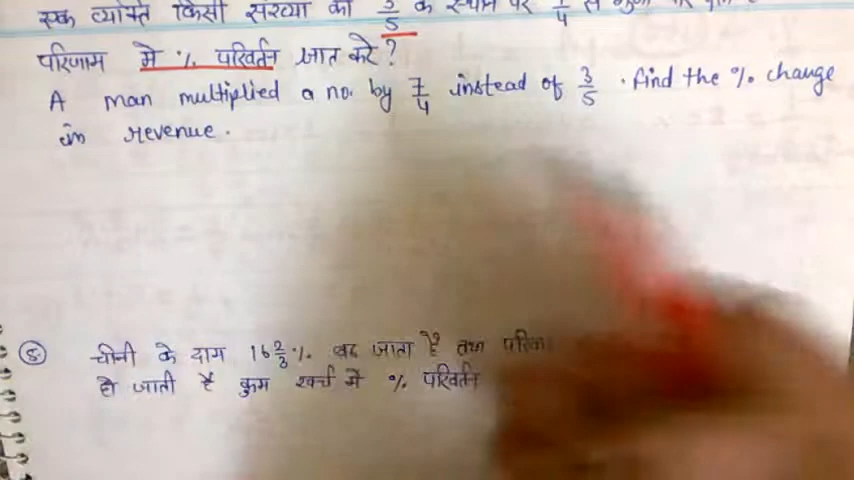 एक व्यक्ति किसी संख्या को 3/5 के स्थान पर 7/4 से
परिणाम में % परिवर्तन ज्ञात करे?
A man multiplied a no. by 7/4 instead of 3/5 . find the % change
in revenue.
8. चीनी के दाम 16 2/3 % बढ़ जाता है तथा
हो जाती है कुल खर्च में % परिवर्तन